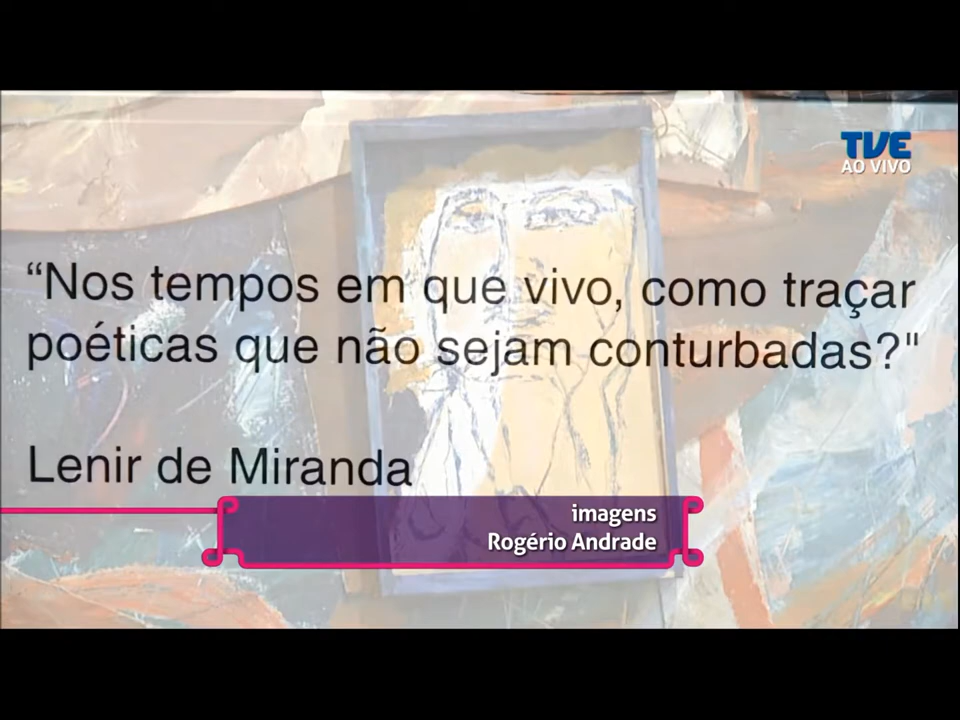 TVE
AO VIVO
“Nos tempos em que vivo, como traçar
poéticas que não sejam conturbadas?"
Lenir de Miranda
imagens
Rogério Andrade